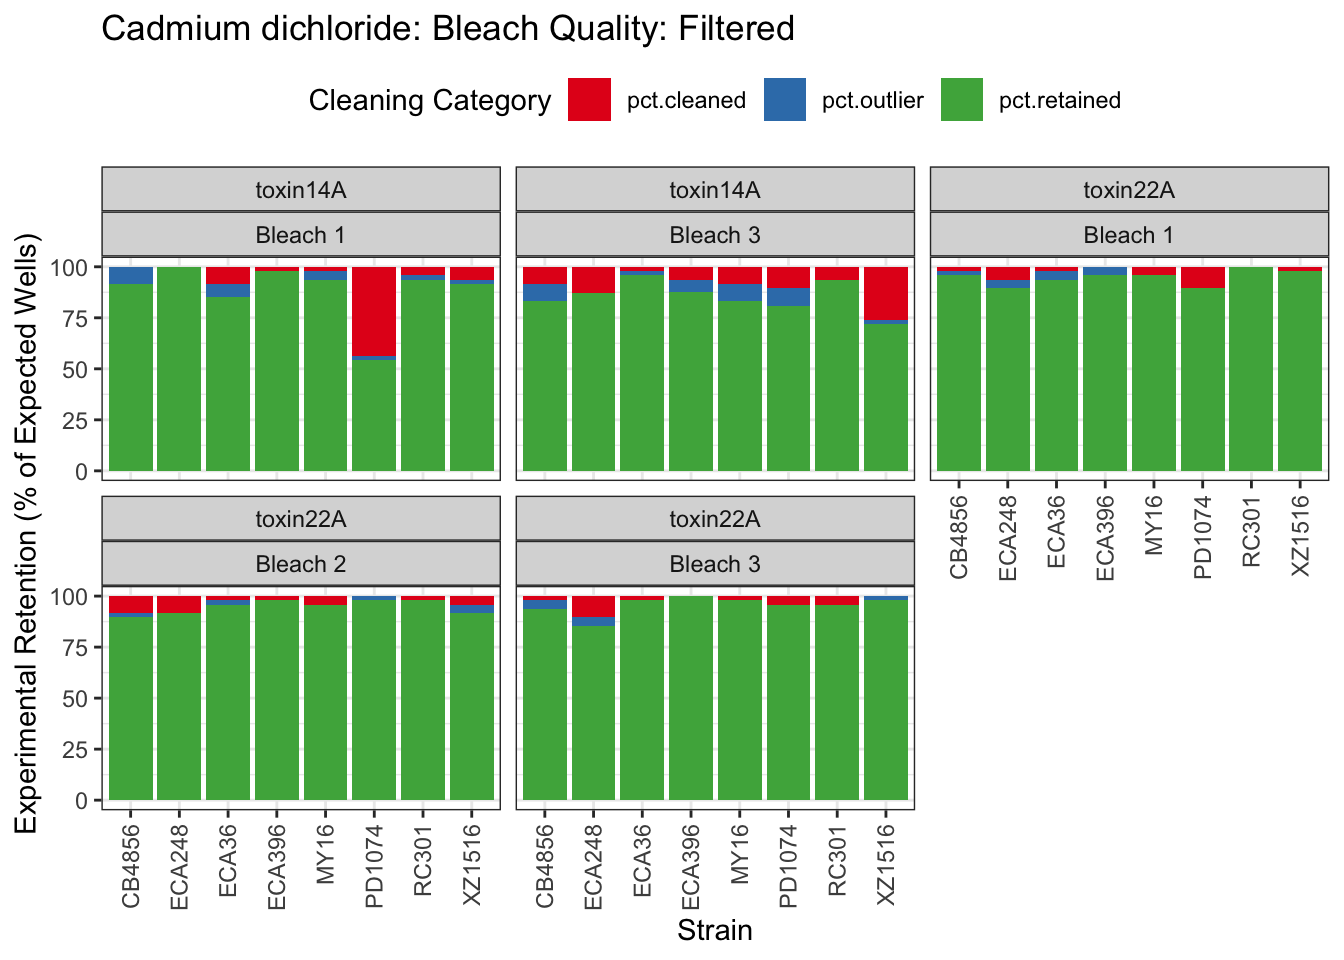 Cadmium dichloride: Bleach Quality: Filtered
Cleaning Category pct.cleaned pct.outlier pct.retained
Experimental Retention (% of Expected Wells)
toxin14A
Bleach 1
100
75
50
25
0
toxin14A
Bleach 3
toxin22A
Bleach 1
CB4856
ECA248
ECA36
ECA396
MY16
PD1074
RC301
XZ1516
toxin22A
Bleach 2
100
75
50
25
0
CB4856
ECA248
ECA36
ECA396
MY16
PD1074
RC301
XZ1516
toxin22A
Bleach 3
CB4856
ECA248
ECA36
ECA396
MY16
PD1074
RC301
XZ1516
Strain